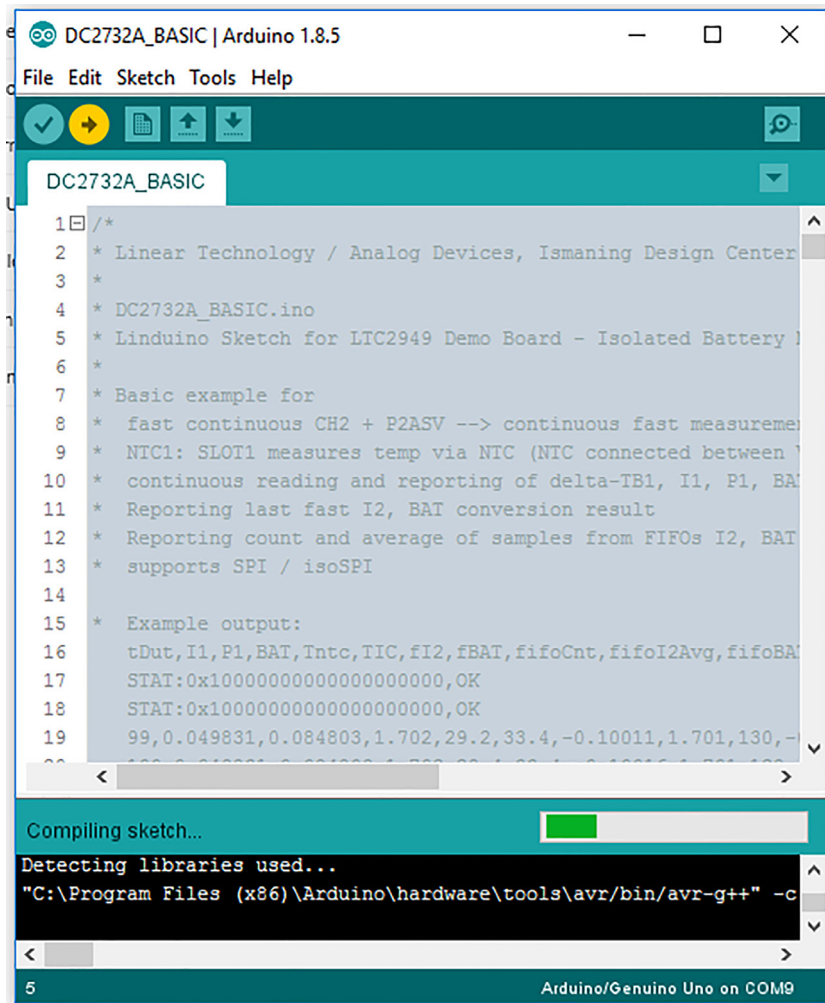 DC2732A_BASIC | Arduino 1.8.5
File Edit Sketch Tools Help
DC2732A_BASIC
1 /*
2 * Linear Technology / Analog Devices, Ismaning Design Center
3 *
4 * DC2732A_BASIC.ino
5 * Linduino Sketch for LTC2949 Demo Board - Isolated Battery
6 *
7 * Basic example for
8 * fast continuous CH2 + P2ASV --> continuous fast measureme
9 * NTC1: SLOT1 measures temp via NTC (NTC connected between
10 * continuous reading and reporting of delta-TB1, I1, P1, BA
11 * Reporting last fast I2, BAT conversion result
12 * Reporting count and average of samples from FIFOs I2, BAT
13 * supports SPI / isoSPI
14
15 * Example output:
16 tDut,I1,P1,BAT,Tntc,TIC,fI2,fBAT,fifoCnt,fifoI2Avg,fifoBA
17 STAT:0x10000000000000000000,OK
18 STAT:0x10000000000000000000,OK
19 99,0.049831,0.084803,1.702,29.2,33.4,-0.10011,1.701,130,-
Compiling sketch...
Detecting libraries used...
"C:\Program Files (x86)\Arduino\hardware\tools\avr/bin/avr-g++" -c
5 Arduino/Genuino Uno on COM9